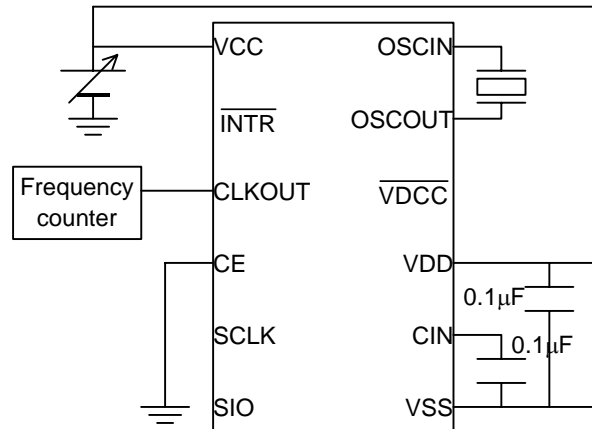 VCC
OSCIN
INTR
OSCOUT
Frequency
counter
CLKOUT
VDCC
CE
VDD
0.1μF
SCLK
CIN
0.1μF
SIO
VSS